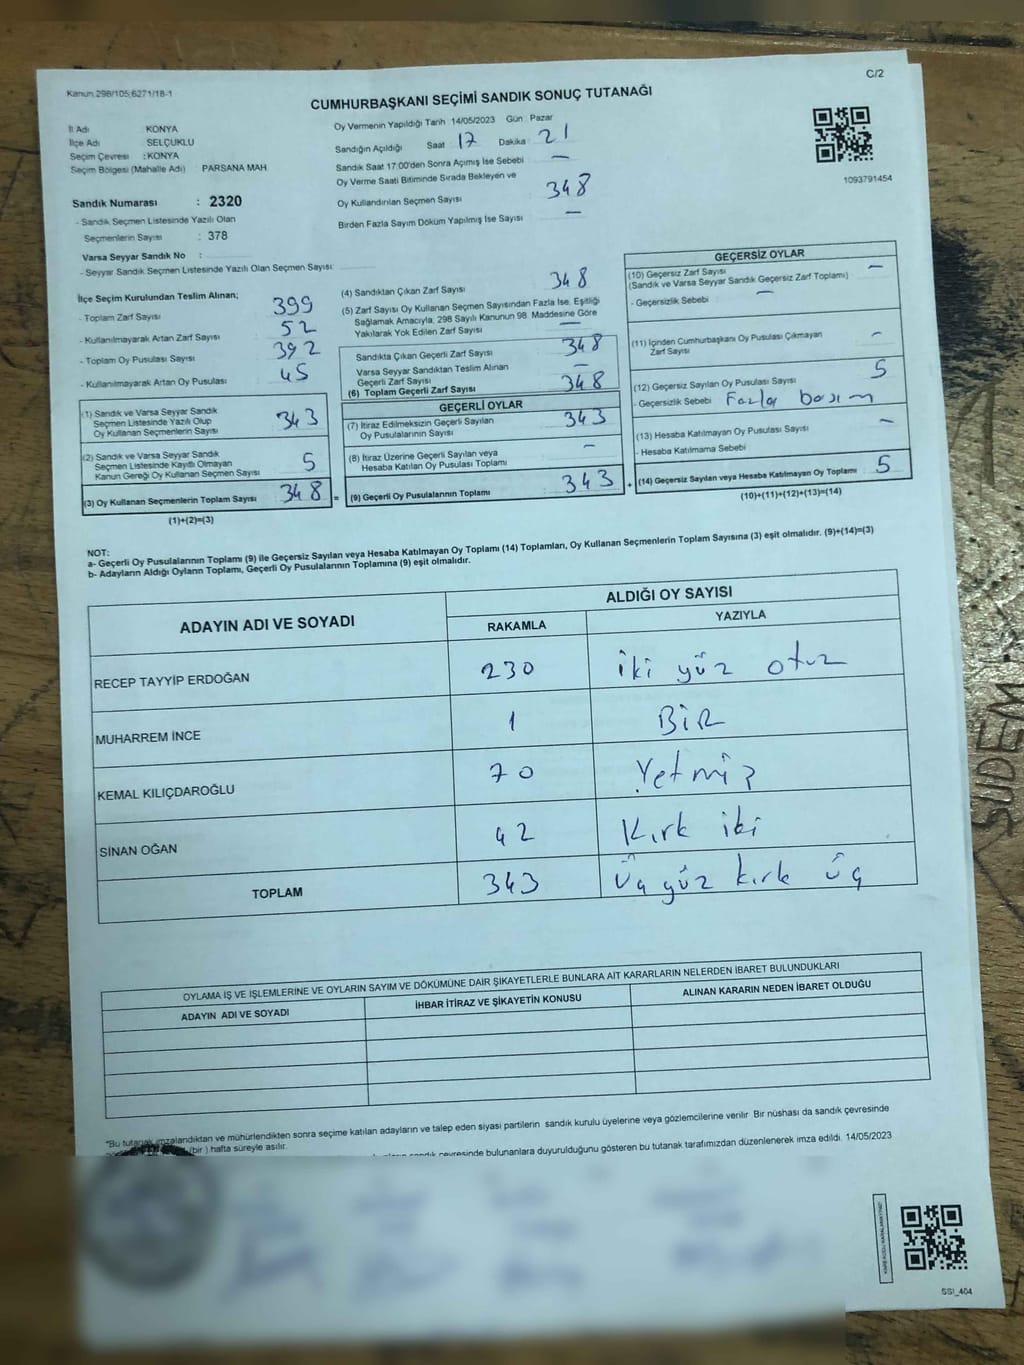 Kanun 298/105;6271/18-1
C/2
CUMHURBAŞKANI SEÇİMİ SANDIK SONUÇ TUTANAĞI
İl Adı : KONYA
İlçe Adı : SELÇUKLU
Seçim Çevresi : KONYA
Seçim Bölgesi (Mahalle Adı) PARSANA MAH
Sandık Numarası : 2320
- Sandık Seçmen Listesinde Yazılı Olan
Seçmenlerin Sayısı : 378
Varsa Seyyar Sandık No :
- Seyyar Sandık Seçmen Listesinde Yazılı Olan Seçmen Sayısı:
Oy Vermenin Yapıldığı Tarih 14/05/2023 Gün : Pazar
Sandığın Açıldığı Saat 17 Dakika : 21
Sandık Saat 17:00'den Sonra Açımış İse Sebebi —
Oy Verme Saati Bitiminde Sırada Bekleyen ve
Oy Kullandırılan Seçmen Sayısı 348
Birden Fazla Sayım Döküm Yapılmış İse Sayısı —
1093791454
İlçe Seçim Kurulundan Teslim Alınan;
- Toplam Zarf Sayısı 399
- Kullanılmayarak Artan Zarf Sayısı 52
- Toplam Oy Pusulası Sayısı 392
- Kullanılmayarak Artan Oy Pusulası 45
(1) Sandık ve Varsa Seyyar Sandık
Seçmen Listesinde Yazılı Olup
Oy Kullanan Seçmenlerin Sayısı 343
(2) Sandık ve Varsa Seyyar Sandık
Seçmen Listesinde Kayıtlı Olmayan
Kanun Gereği Oy Kullanan Seçmen Sayısı 5
(3) Oy Kullanan Seçmenlerin Toplam Sayısı 348 =
(1)+(2)=(3)
(4) Sandıktan Çıkan Zarf Sayısı 348
(5) Zarf Sayısı Oy Kullanan Seçmen Sayısından Fazla İse, Eşitliği
Sağlamak Amacıyla, 298 Sayılı Kanunun 98. Maddesine Göre
Yakılarak Yok Edilen Zarf Sayısı —
Sandıkta Çıkan Geçerli Zarf Sayısı 348
Varsa Seyyar Sandıktan Teslim Alınan
Geçerli Zarf Sayısı —
(6) Toplam Geçerli Zarf Sayısı 348
GEÇERLİ OYLAR
(7) İtiraz Edilmeksizin Geçerli Sayılan
Oy Pusulalarının Sayısı 343
(8) İtiraz Üzerine Geçerli Sayılan veya
Hesaba Katılan Oy Pusulası Toplamı -
(9) Geçerli Oy Pusulalarının Toplamı 343 +
GEÇERSİZ OYLAR
(10) Geçersiz Zarf Sayısı —
(Sandık ve Varsa Seyyar Sandık Geçersiz Zarf Toplamı)
- Geçersizlik Sebebi —
(11) İçinden Cumhurbaşkanı Oy Pusulası Çıkmayan
Zarf Sayısı -
(12) Geçersiz Sayılan Oy Pusulası Sayısı 5
- Geçersizlik Sebebi Fazla basım
(13) Hesaba Katılmayan Oy Pusulası Sayısı -
- Hesaba Katılmama Sebebi
(14) Geçersiz Sayılan veya Hesaba Katılmayan Oy Toplamı 5
(10)+(11)+(12)+(13)=(14)
NOT:
a- Geçerli Oy Pusulalarının Toplamı (9) ile Geçersiz Sayılan veya Hesaba Katılmayan Oy Toplamı (14) Toplamları, Oy Kullanan Seçmenlerin Toplam Sayısına (3) eşit olmalıdır. (9)+(14)=(3)
b- Adayların Aldığı Oyların Toplamı, Geçerli Oy Pusulalarının Toplamına (9) eşit olmalıdır.
ADAYIN ADI VE SOYADI ALDIĞI OY SAYISI
RAKAMLA YAZIYLA
RECEP TAYYİP ERDOĞAN 230 iki yüz otuz
MUHARREM İNCE 1 BİR
KEMAL KILIÇDAROĞLU 70 Yetmiş
SİNAN OĞAN 42 Kırk iki
TOPLAM 343 Üç yüz kırk üç
OYLAMA İŞ VE İŞLEMLERİNE VE OYLARIN SAYIM VE DÖKÜMÜNE DAİR ŞİKAYETLERLE BUNLARA AİT KARARLARIN NELERDEN İBARET BULUNDUKLARI
ADAYIN ADI VE SOYADI İHBAR İTİRAZ VE ŞİKAYETİN KONUSU ALINAN KARARIN NEDEN İBARET OLDUĞU
"Bu tutanak imzalandıktan ve mühürlendikten sonra seçime katılan adayların ve talep eden siyasi partilerin sandık kurulu üyelerine veya gözlemcilerine verilir. Bir nüshası da sandık çevresinde
(bir) hafta süreyle asılır.
sandık çevresinde bulunanlara duyurulduğunu gösteren bu tutanak tarafımızdan düzenlenerek imza edildi. 14/05/2023
SSI_404
SUDEM